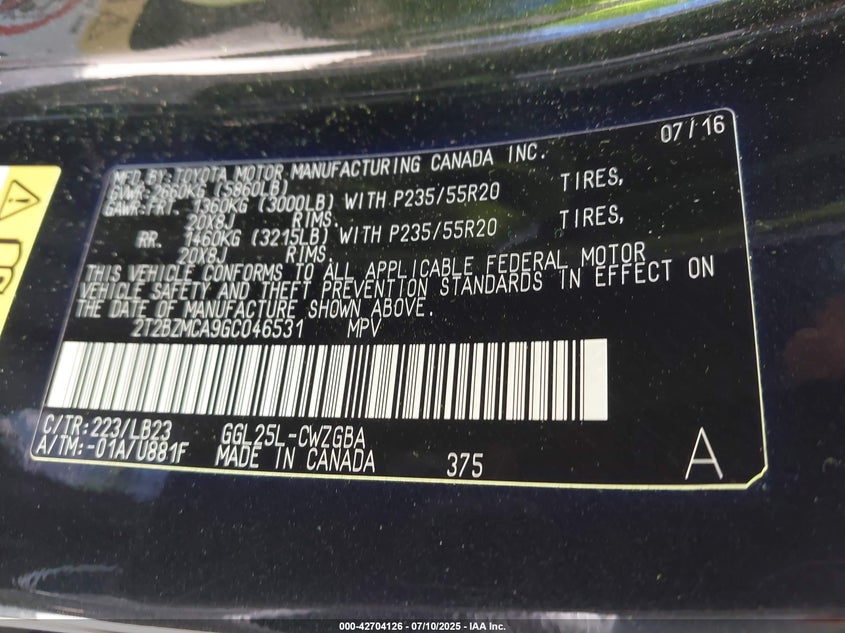 07/16
MFD.BY:TOYOTA MOTOR MANUFACTURING CANADA INC.
GVWR:2660KG (5860LB)
GAWR:FRT. 1360KG (3000LB) WITH P235/55R20 TIRES,
20X8J RIMS.
RR. 1460KG (3215LB) WITH P235/55R20 TIRES,
20X8J RIMS.
THIS VEHICLE CONFORMS TO ALL APPLICABLE FEDERAL MOTOR
VEHICLE SAFETY AND THEFT PREVENTION STANDARDS IN EFFECT ON
THE DATE OF MANUFACTURE SHOWN ABOVE.
2T2BZMCA9GC046531 MPV
C/TR:223/LB23 GGL25L-CWZGBA
A/TM:-01A/U881F MADE IN CANADA 375 A
000-42704126 - 07/10/2025 - IAA Inc.